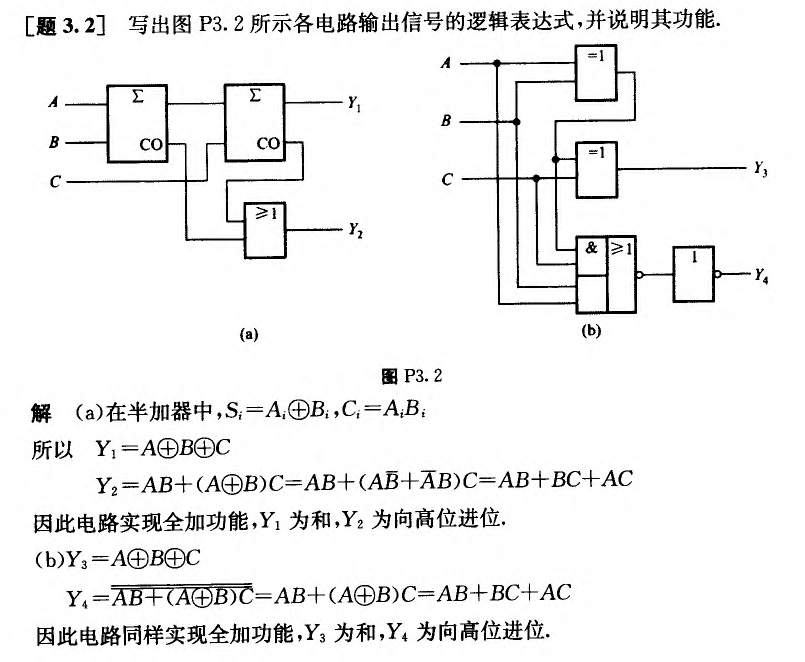 [题 3.2] 写出图 P3.2 所示各电路输出信号的逻辑表达式,并说明其功能.
A
B
C
Σ
CO
Σ
CO
≥1
Y₁
Y₂
(a)
A
B
C
=1
=1
&
≥1
1
Y₃
Y₄
(b)
图 P3.2
解 (a)在半加器中,Sᵢ=Aᵢ⊕Bᵢ,Cᵢ=AᵢBᵢ
所以 Y₁=A⊕B⊕C
Y₂=AB+(A⊕B)C=AB+(AB̅+A̅B)C=AB+BC+AC
因此电路实现全加功能,Y₁ 为和,Y₂ 为向高位进位.
(b)Y₃=A⊕B⊕C
Y₄=\overline{\overline{AB+(A⊕B)C}}=AB+(A⊕B)C=AB+BC+AC
因此电路同样实现全加功能,Y₃ 为和,Y₄ 为向高位进位.